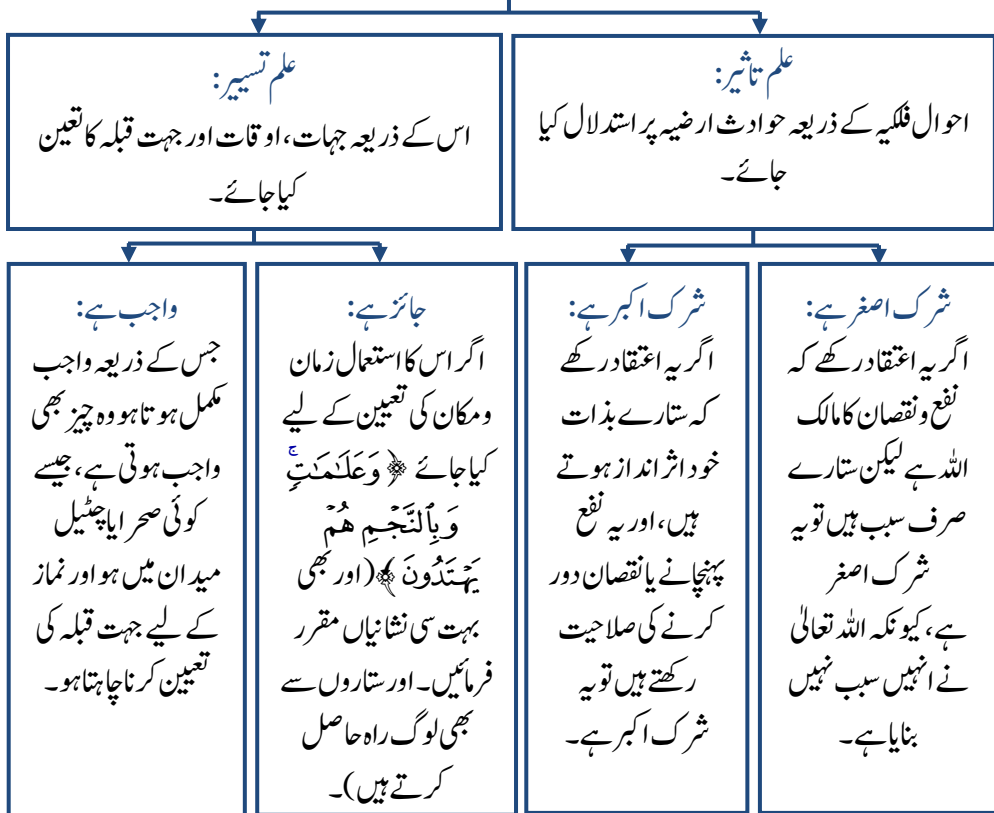 علم تاثیر:
احوال فلکیہ کے ذریعہ حوادث ارضیہ پر استدلال کیا
جائے۔
علم تسییر:
اس کے ذریعہ جہات، اوقات اور جہت قبلہ کا تعین
کیا جائے۔
شرک اصغر ہے:
اگر یہ اعتقاد رکھے کہ
نفع و نقصان کا مالک
اللہ ہے لیکن ستارے
صرف سبب ہیں تو یہ
شرک اصغر
ہے، کیونکہ اللہ تعالیٰ
نے انہیں سبب نہیں
بنایا ہے۔
شرک اکبر ہے:
اگر یہ اعتقاد رکھے
کہ ستارے بذات
خود اثر انداز ہوتے
ہیں، اور یہ نفع
پہنچانے یا نقصان دور
کرنے کی صلاحیت
رکھتے ہیں تو یہ
شرک اکبر ہے۔
جائز ہے:
اگر اس کا استعمال زمان
و مکان کی تعیین کے لیے
کیا جائے ﴿وَعَلَـٰمَـٰتٍۚ
وَبِٱلنَّجۡمِ هُمۡ
يَهۡتَدُونَ﴾ (اور بھی
بہت سی نشانیاں مقرر
فرمائیں۔ اور ستاروں سے
بھی لوگ راہ حاصل
کرتے ہیں)۔
واجب ہے:
جس کے ذریعہ واجب
مکمل ہوتا ہو وہ چیز بھی
واجب ہوتی ہے، جیسے
کوئی صحرا یا چٹیل
میدان میں ہو اور نماز
کے لیے جہت قبلہ کی
تعیین کرنا چاہتا ہو۔